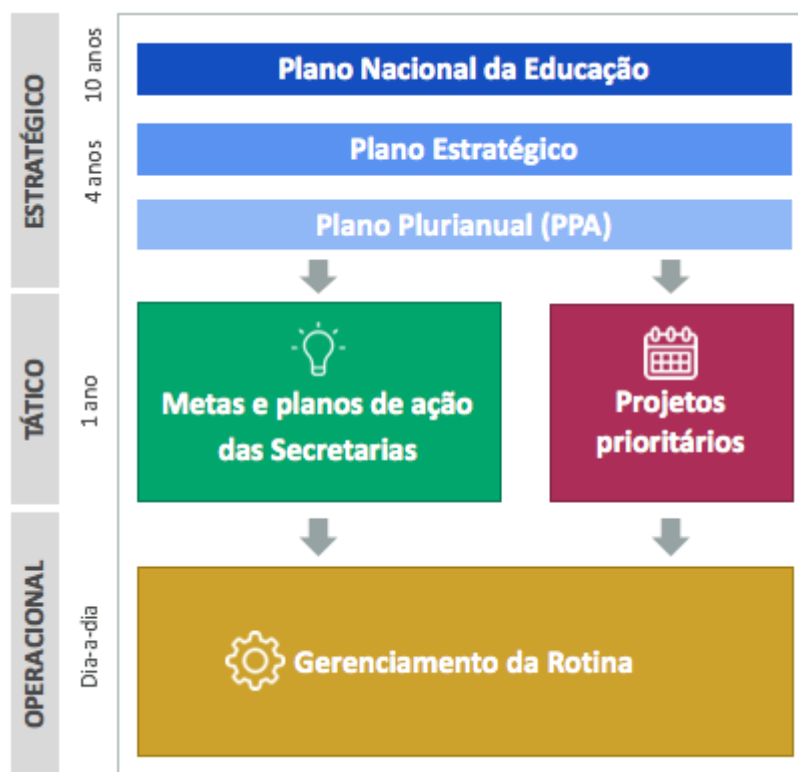 ESTRATÉGICO
10 anos
Plano Nacional da Educação
4 anos
Plano Estratégico
Plano Plurianual (PPA)
TÁTICO
1 ano
Metas e planos de ação
das Secretarias
Projetos
prioritários
OPERACIONAL
Dia-a-dia
Gerenciamento da Rotina